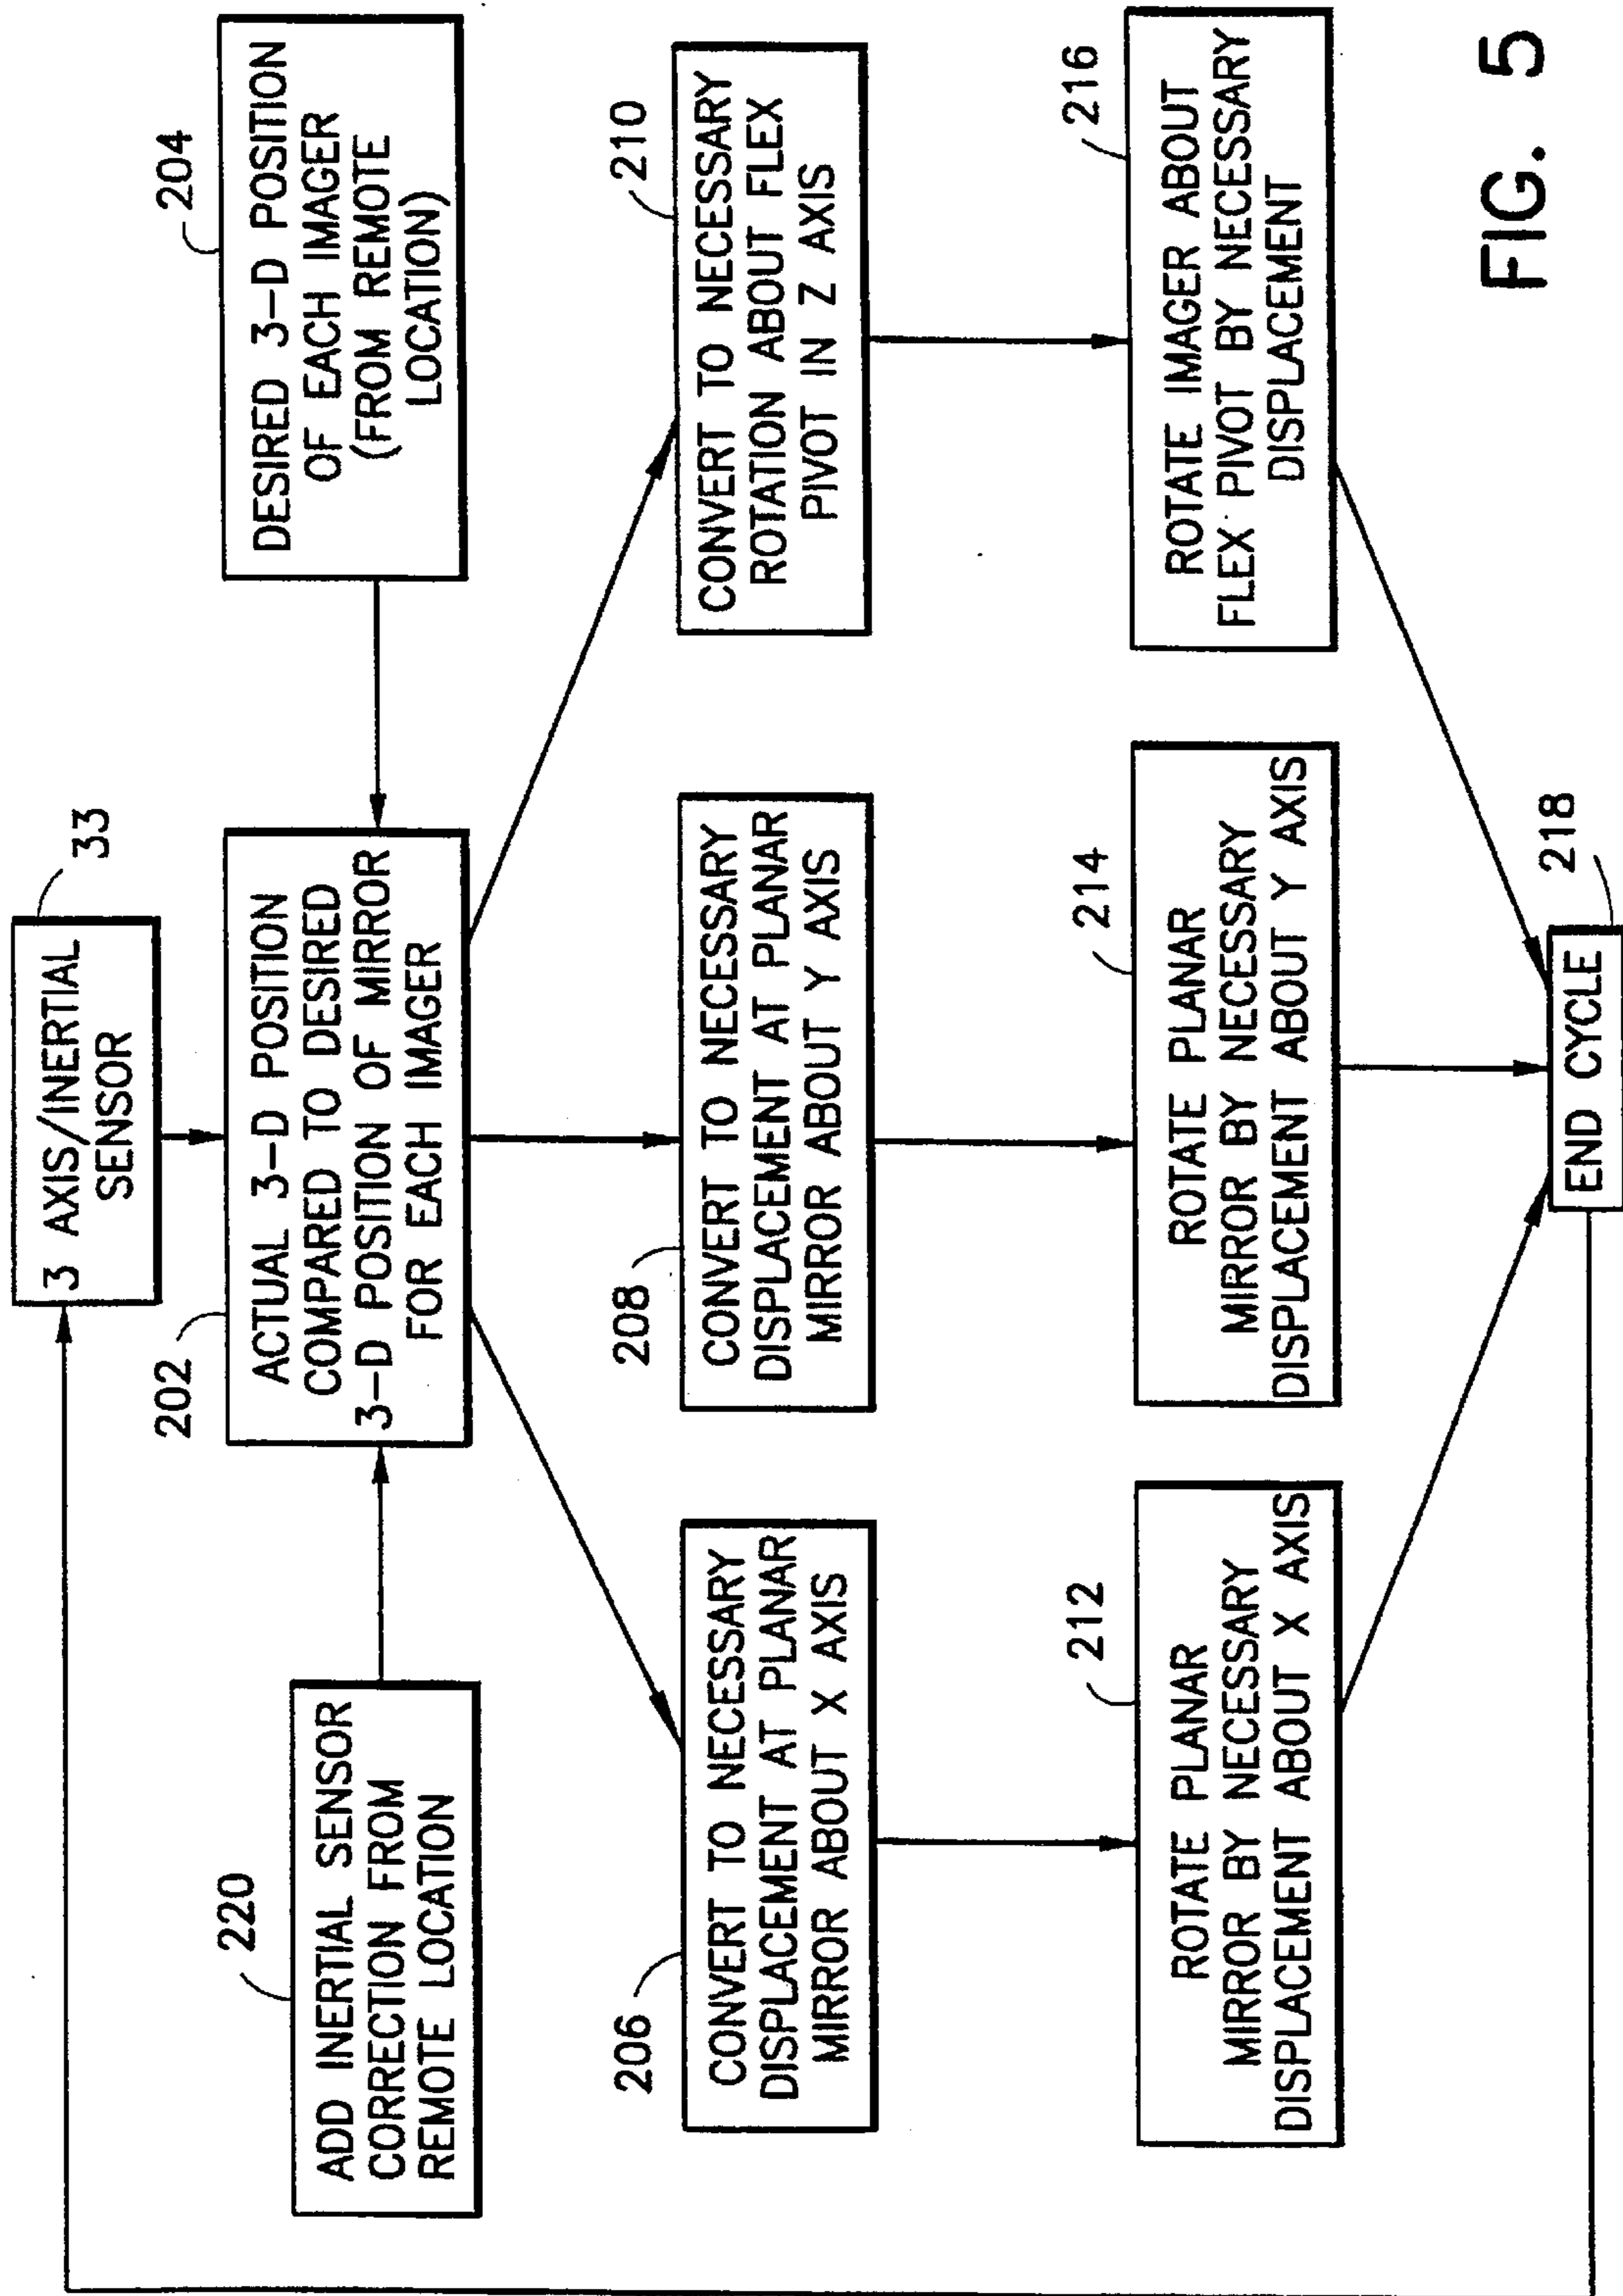 3 AXIS/INERTIAL
SENSOR
33
202
ACTUAL 3-D POSITION
COMPARED TO DESIRED
3-D POSITION OF MIRROR
FOR EACH IMAGER
204
DESIRED 3-D POSITION
OF EACH IMAGER
(FROM REMOTE
LOCATION)
220
ADD INERTIAL SENSOR
CORRECTION FROM
REMOTE LOCATION
206
CONVERT TO NECESSARY
DISPLACEMENT AT PLANAR
MIRROR ABOUT X AXIS
208
CONVERT TO NECESSARY
DISPLACEMENT AT PLANAR
MIRROR ABOUT Y AXIS
210
CONVERT TO NECESSARY
ROTATION ABOUT FLEX
PIVOT IN Z AXIS
212
ROTATE PLANAR
MIRROR BY NECESSARY
DISPLACEMENT ABOUT X AXIS
214
ROTATE PLANAR
MIRROR BY NECESSARY
DISPLACEMENT ABOUT Y AXIS
216
ROTATE IMAGER ABOUT
FLEX PIVOT BY NECESSARY
DISPLACEMENT
END CYCLE
218
FIG. 5